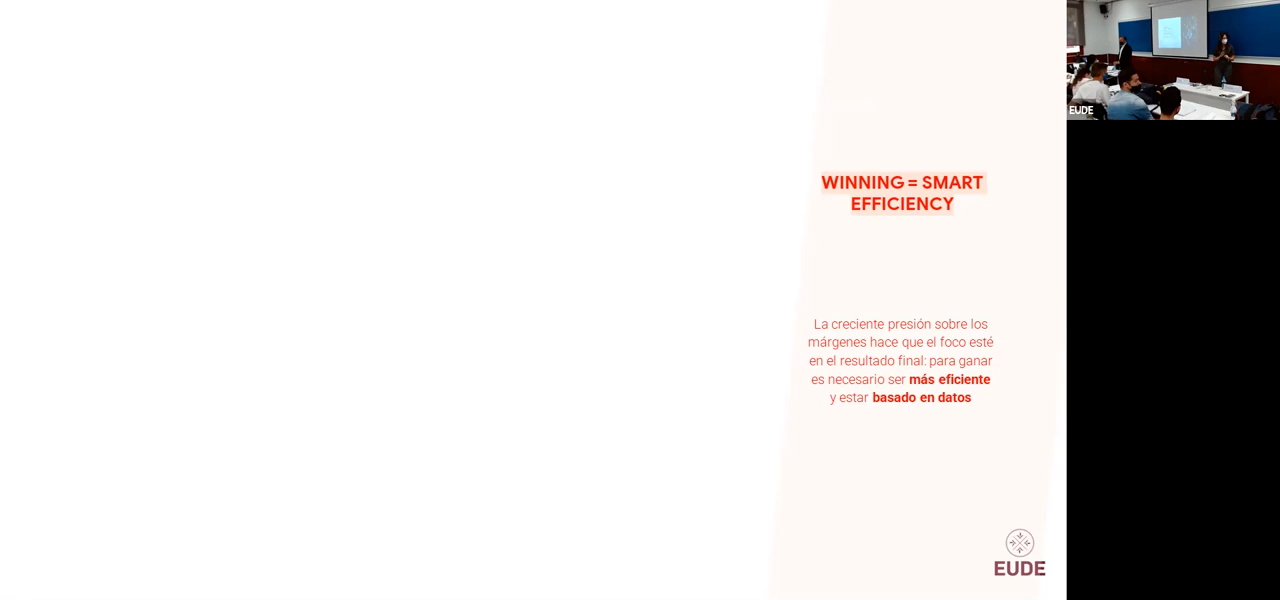 WINNING = SMART
EFFICIENCY
La creciente presión sobre los
márgenes hace que el foco esté
en el resultado final: para ganar
es necesario ser más eficiente
y estar basado en datos
EUDE
EUDE